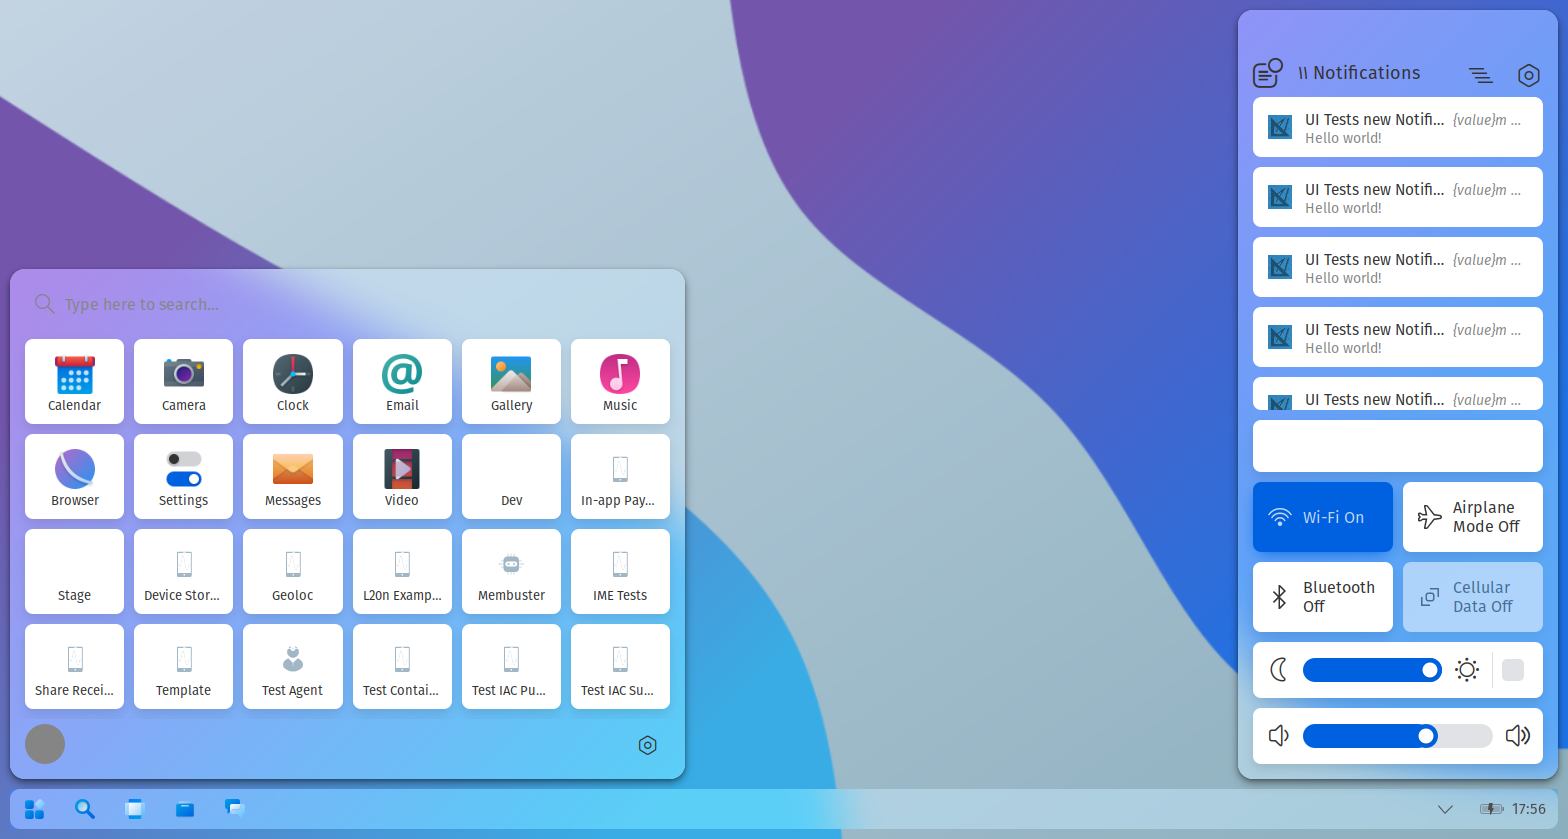 Type here to search...
Calendar
Camera
Clock
Email
Gallery
Music
Browser
Settings
Messages
Video
Dev
In-app Pay...
Stage
Device Stor...
Geoloc
L20n Examp...
Membuster
IME Tests
Share Recei...
Template
Test Agent
Test Contai...
Test IAC Pu...
Test IAC Su...
\\ Notifications
UI Tests new Notifi... {value}m ...
Hello world!
UI Tests new Notifi... {value}m ...
Hello world!
UI Tests new Notifi... {value}m ...
Hello world!
UI Tests new Notifi... {value}m ...
Hello world!
UI Tests new Notifi... {value}m ...
Wi-Fi On
Airplane
Mode Off
Bluetooth
Off
Cellular
Data Off
17:56